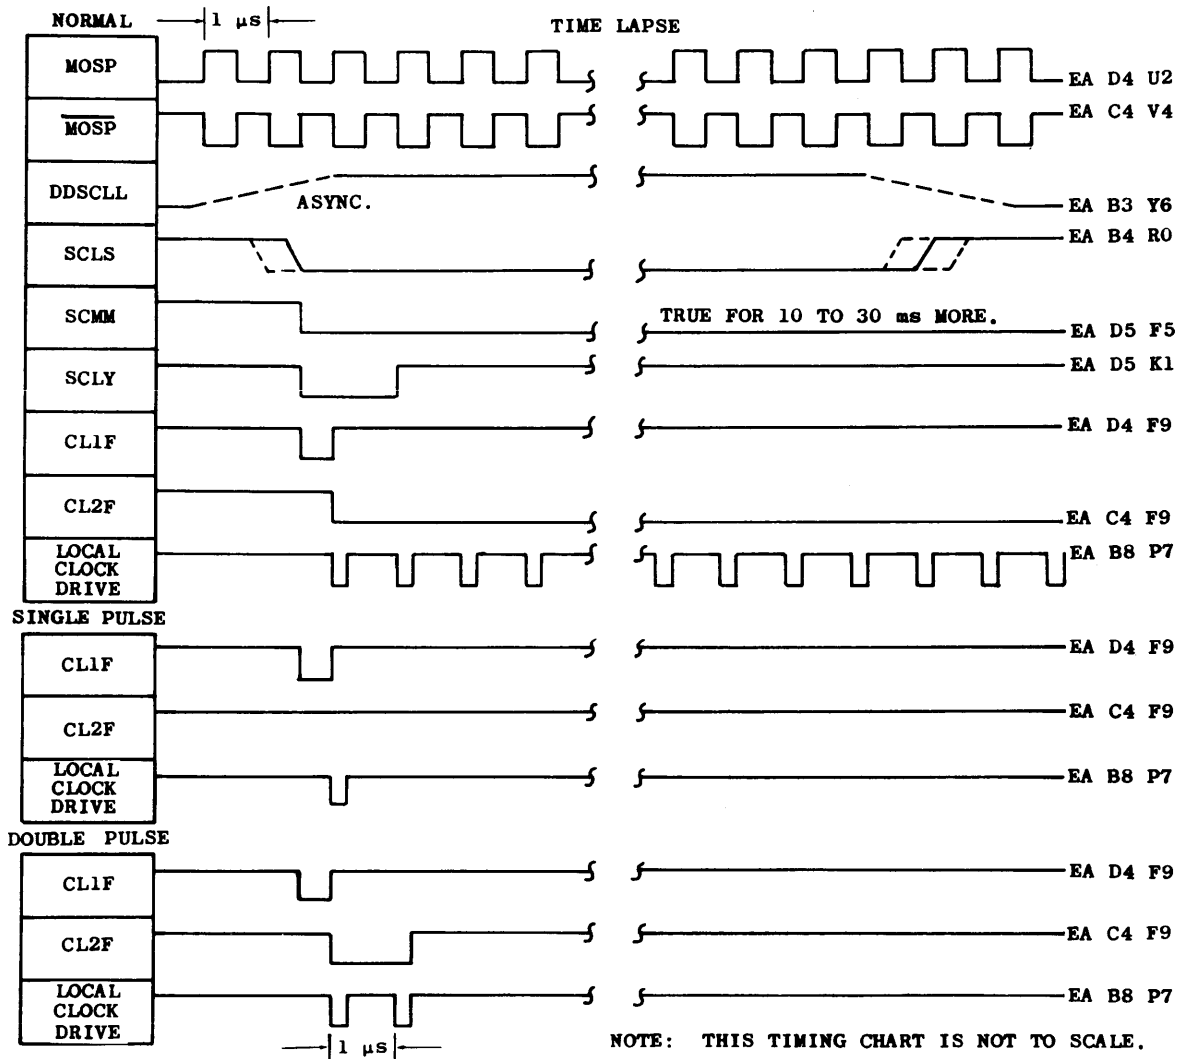 NORMAL
1 µs
TIME LAPSE
MOSP
EA D4 U2
M̅O̅S̅P̅
EA C4 V4
DDSCLL
ASYNC.
EA B3 Y6
SCLS
EA B4 R0
SCMM
TRUE FOR 10 TO 30 ms MORE.
EA D5 F5
SCLY
EA D5 K1
CL1F
EA D4 F9
CL2F
EA C4 F9
LOCAL
CLOCK
DRIVE
EA B8 P7
SINGLE PULSE
CL1F
EA D4 F9
CL2F
EA C4 F9
LOCAL
CLOCK
DRIVE
EA B8 P7
DOUBLE PULSE
CL1F
EA D4 F9
CL2F
EA C4 F9
LOCAL
CLOCK
DRIVE
EA B8 P7
1 µs
NOTE: THIS TIMING CHART IS NOT TO SCALE.